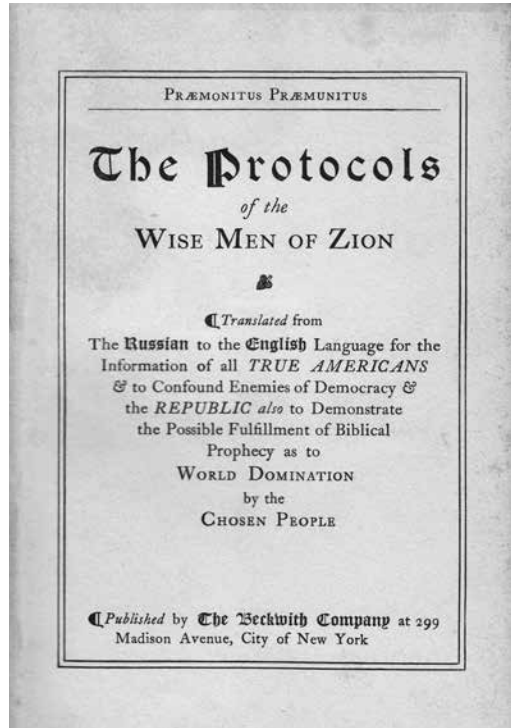 PRÆMONITUS PRÆMUNITUS
The Protocols
of the
WISE MEN OF ZION
¶ Translated from
The Russian to the English Language for the
Information of all TRUE AMERICANS
& to Confound Enemies of Democracy &
the REPUBLIC also to Demonstrate
the Possible Fulfillment of Biblical
Prophecy as to
WORLD DOMINATION
by the
CHOSEN PEOPLE
¶ Published by The Beckwith Company at 299
Madison Avenue, City of New York